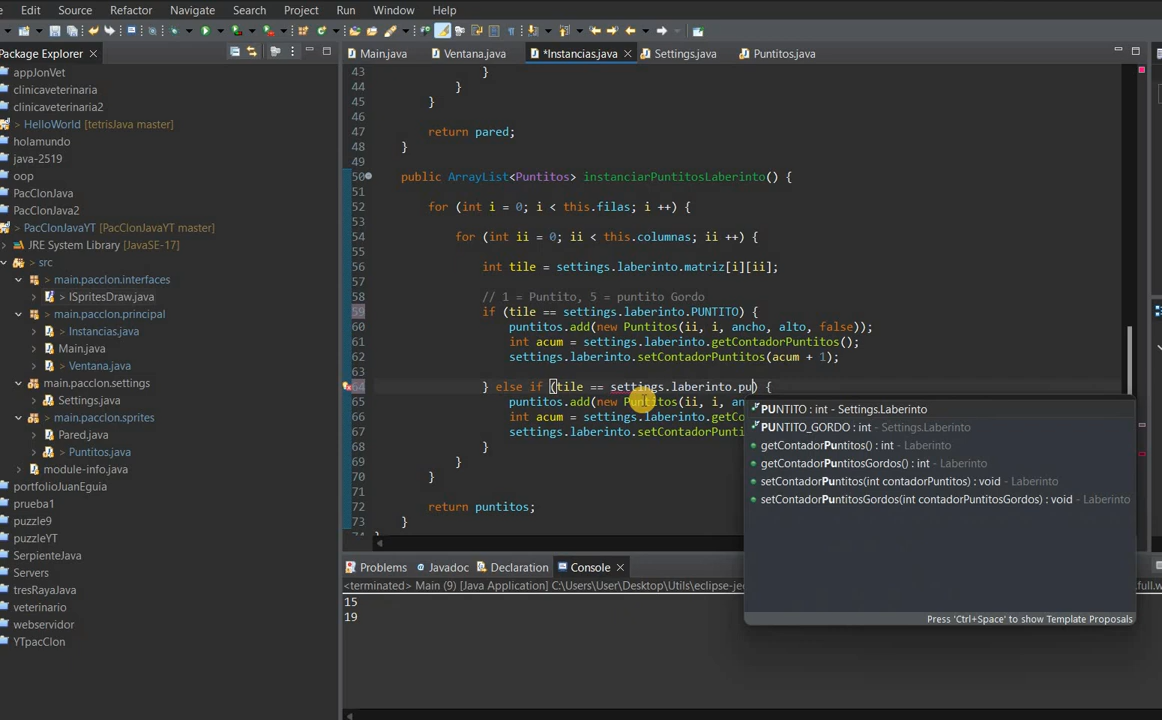 Edit Source Refactor Navigate Search Project Run Window Help
Package Explorer
appJonVet
clinicaveterinaria
clinicaveterinaria2
> HelloWorld [tetrisJava master]
holamundo
java-2519
oop
PacClonJava
PacClonJava2
> PacClonJavaYT [PacClonJavaYT master]
JRE System Library [JavaSE-17]
> src
> main.pacclon.interfaces
> ISpritesDraw.java
> main.pacclon.principal
> Instancias.java
Main.java
> Ventana.java
main.pacclon.settings
Settings.java
> main.pacclon.sprites
Pared.java
> Puntitos.java
module-info.java
portfolioJuanEguia
prueba1
puzzle9
puzzleYT
SerpienteJava
Servers
tresRayaJava
veterinario
webservidor
YTpacClon
Main.java Ventana.java *Instancias.java Settings.java Puntitos.java
43 }
44 }
45 }
46
47 return pared;
48 }
49
50 public ArrayList<Puntitos> instanciarPuntitosLaberinto() {
51
52 for (int i = 0; i < this.filas; i ++) {
53
54 for (int ii = 0; ii < this.columnas; ii ++) {
55
56 int tile = settings.laberinto.matriz[i][ii];
57
58 // 1 = Puntito, 5 = puntito Gordo
59 if (tile == settings.laberinto.PUNTITO) {
60 puntitos.add(new Puntitos(ii, i, ancho, alto, false));
61 int acum = settings.laberinto.getContadorPuntitos();
62 settings.laberinto.setContadorPuntitos(acum + 1);
63
64 } else if (tile == settings.laberinto.pu) {
65 puntitos.add(new Puntitos(ii, i, an
66 int acum = settings.laberinto.getC
67 settings.laberinto.setContadorPunti
68 }
69 }
70 }
71
72 return puntitos;
73 }
74 }
PUNTITO : int - Settings.Laberinto
PUNTITO_GORDO : int - Settings.Laberinto
getContadorPuntitos() : int - Laberinto
getContadorPuntitosGordos() : int - Laberinto
setContadorPuntitos(int contadorPuntitos) : void - Laberinto
setContadorPuntitosGordos(int contadorPuntitosGordos) : void - Laberinto
Press 'Ctrl+Space' to show Template Proposals
Problems Javadoc Declaration Console
<terminated> Main (9) [Java Application] C:\Users\User\Desktop\Utils\eclipse-je
full.w
15
19